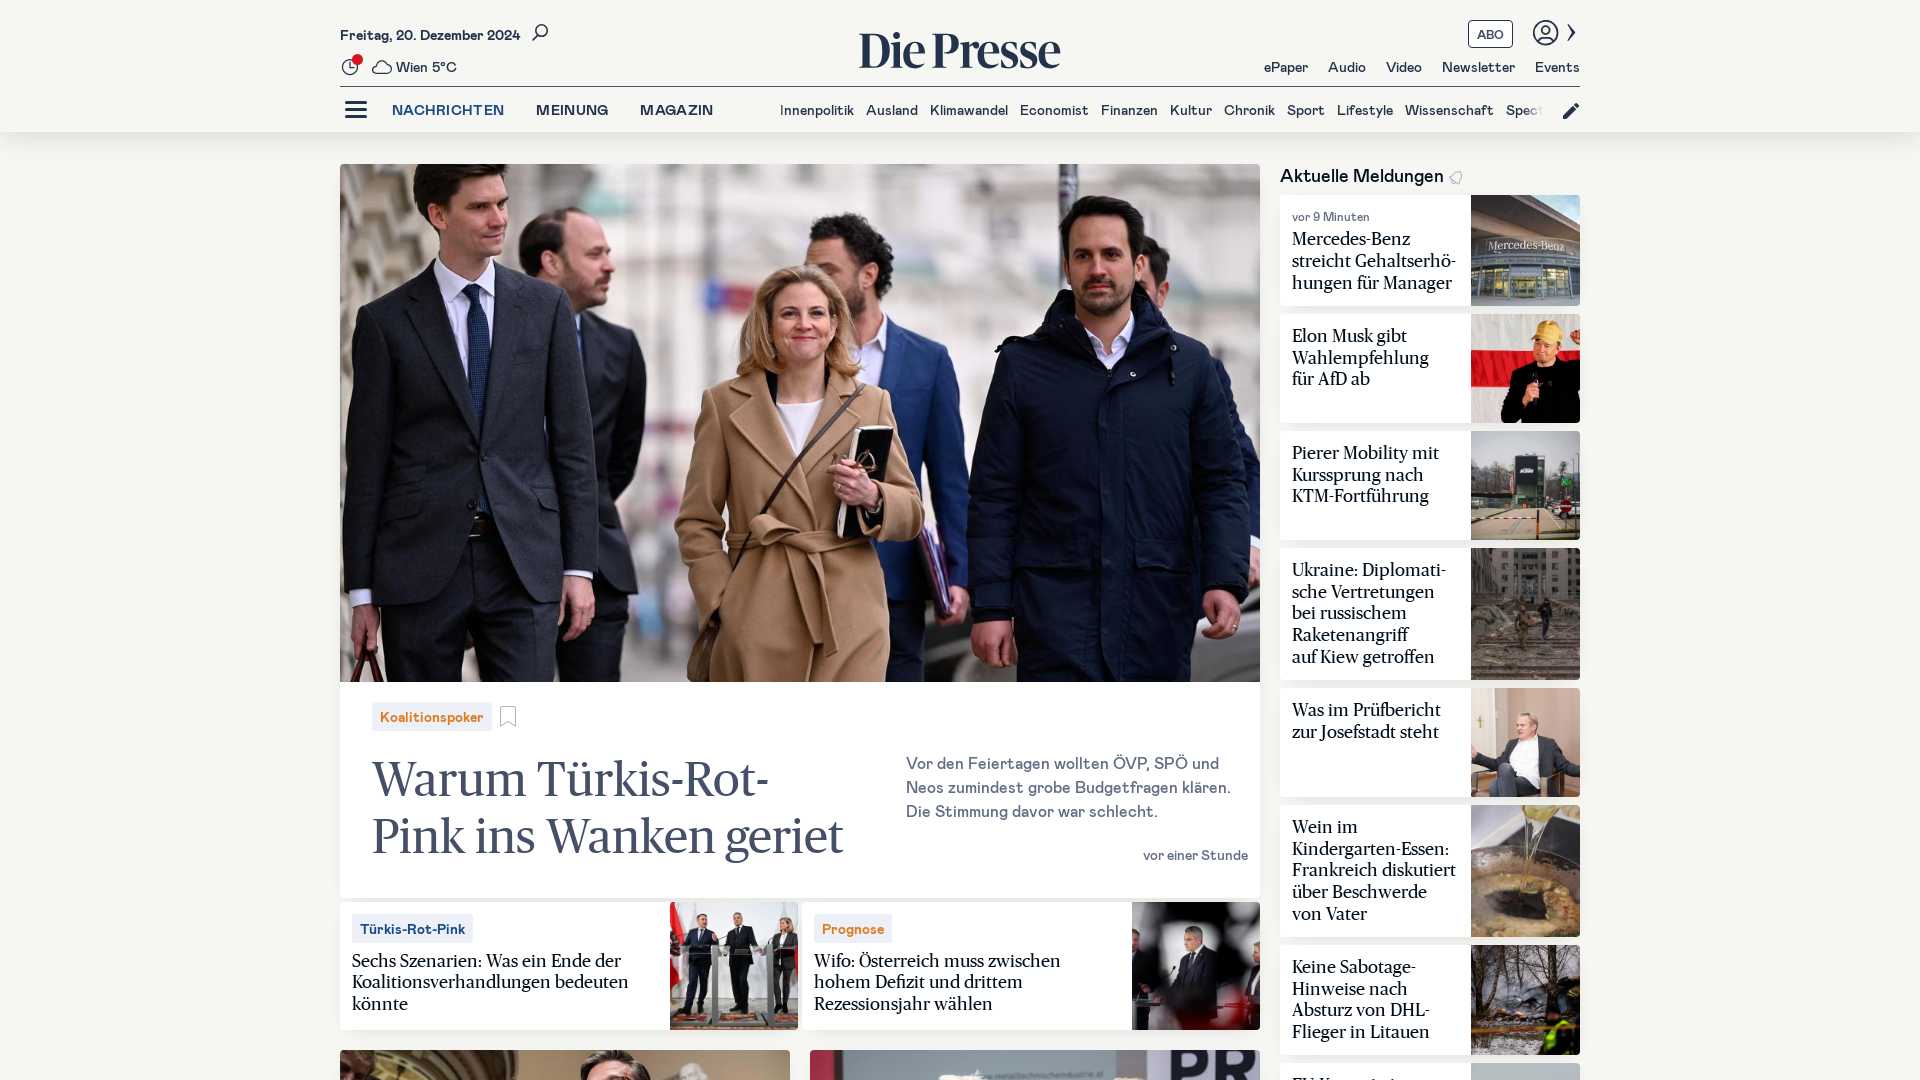 Freitag, 20. Dezember 2024
Die Presse
ABO
Wien 5°C
ePaper Audio Video Newsletter Events
NACHRICHTEN MEINUNG MAGAZIN
Innenpolitik Ausland Klimawandel Economist Finanzen Kultur Chronik Sport Lifestyle Wissenschaft Spect
Koalitionspoker
Warum Türkis-Rot-
Pink ins Wanken geriet
Vor den Feiertagen wollten ÖVP, SPÖ und
Neos zumindest grobe Budgetfragen klären.
Die Stimmung davor war schlecht.
vor einer Stunde
Türkis-Rot-Pink
Sechs Szenarien: Was ein Ende der
Koalitionsverhandlungen bedeuten
könnte
Prognose
Wifo: Österreich muss zwischen
hohem Defizit und drittem
Rezessionsjahr wählen
PR
Aktuelle Meldungen
vor 9 Minuten
Mercedes-Benz
streicht Gehaltserhö-
hungen für Manager
Mercedes-Benz
Elon Musk gibt
Wahlempfehlung
für AfD ab
Pierer Mobility mit
Kurssprung nach
KTM-Fortführung
Ukraine: Diplomati-
sche Vertretungen
bei russischem
Raketenangriff
auf Kiew getroffen
Was im Prüfbericht
zur Josefstadt steht
Wein im
Kindergarten-Essen:
Frankreich diskutiert
über Beschwerde
von Vater
Keine Sabotage-
Hinweise nach
Absturz von DHL-
Flieger in Litauen